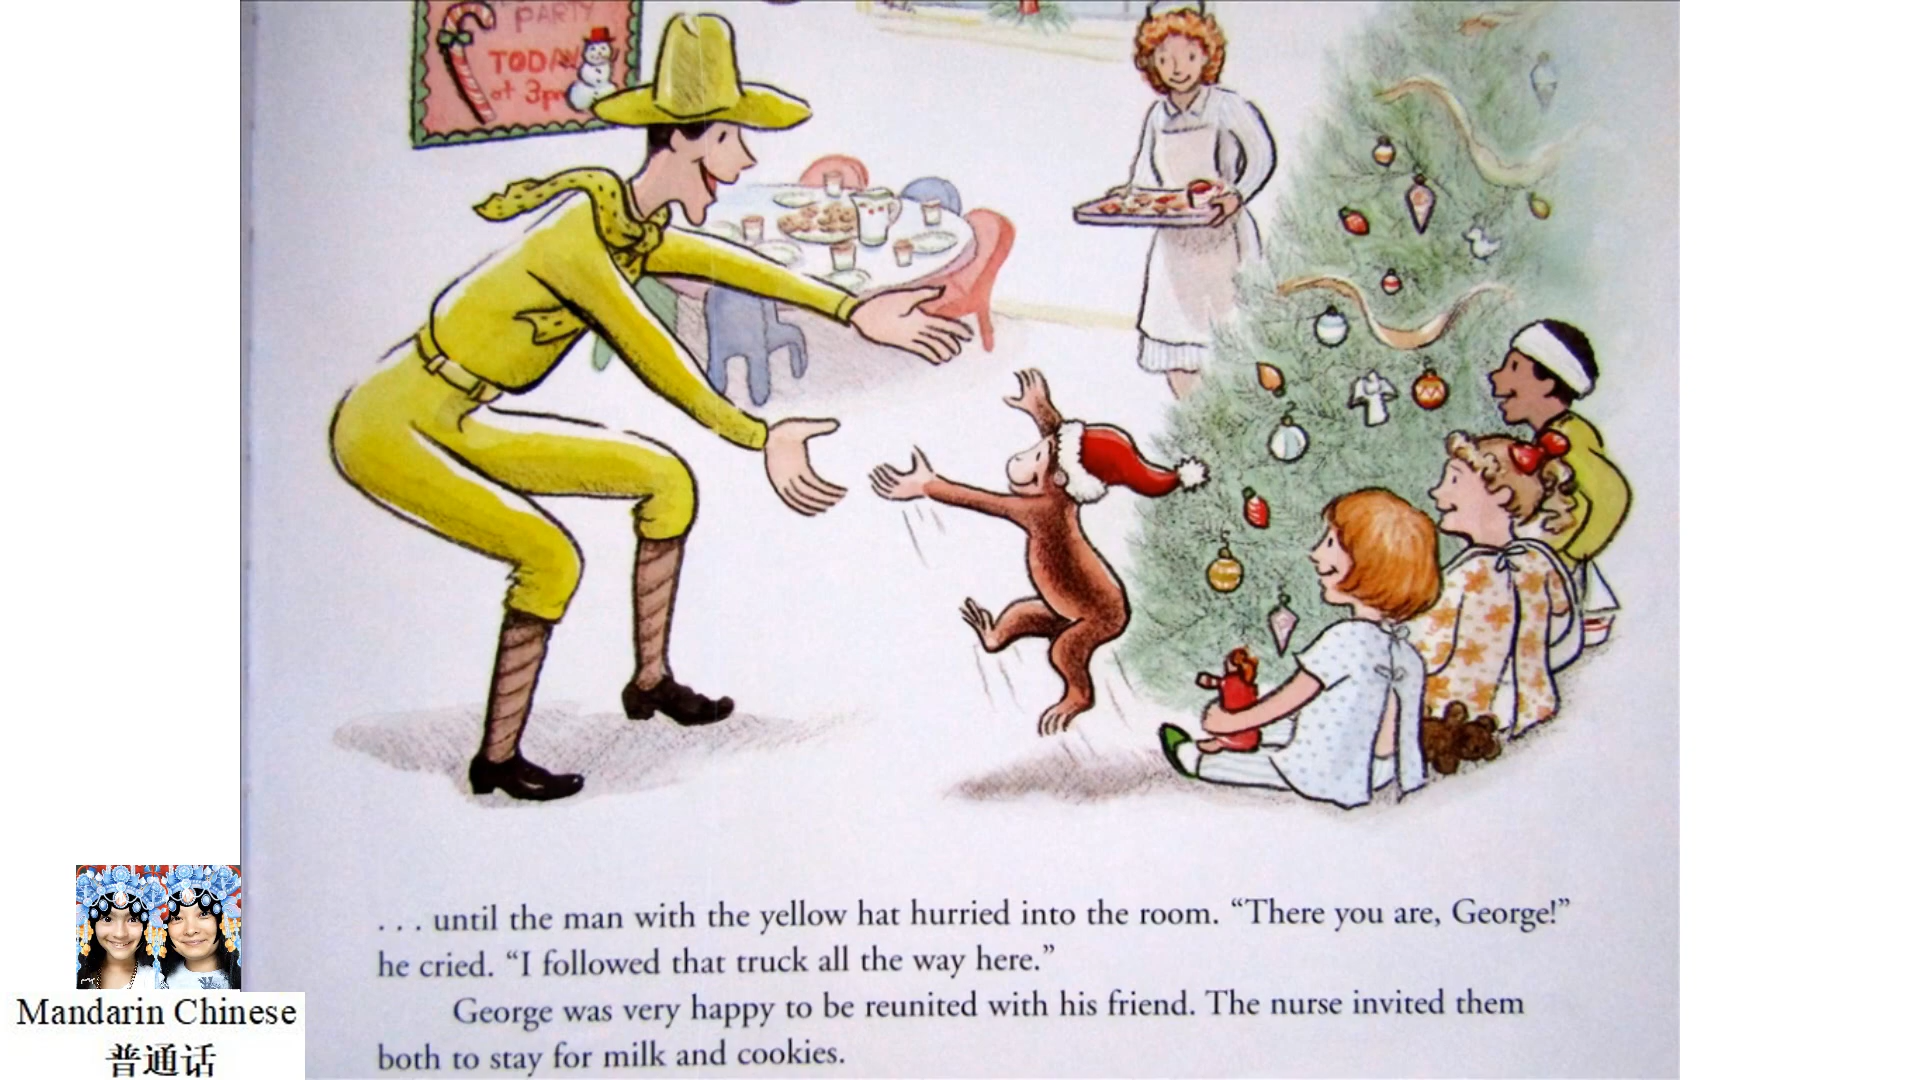 PARTY
TODAY
at 3pm
. . . until the man with the yellow hat hurried into the room. “There you are, George!”
he cried. “I followed that truck all the way here.”
George was very happy to be reunited with his friend. The nurse invited them
both to stay for milk and cookies.
Mandarin Chinese
普通话